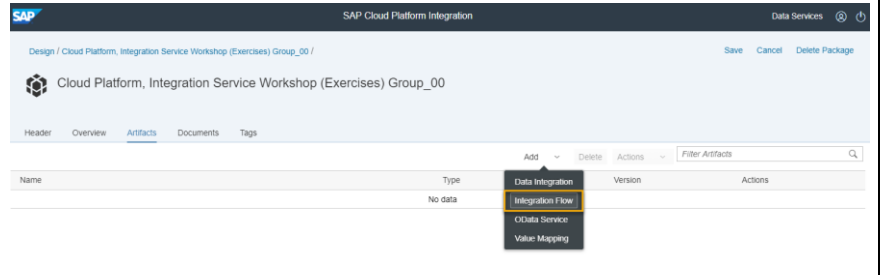 SAP SAP Cloud Platform Integration Data Services
Design / Cloud Platform, Integration Service Workshop (Exercises) Group_00 / Save Cancel Delete Package
Cloud Platform, Integration Service Workshop (Exercises) Group_00
Header Overview Artifacts Documents Tags
Add Delete Actions Filter Artifacts
Name Type Version Actions
No data
Data Integration
Integration Flow
OData Service
Value Mapping